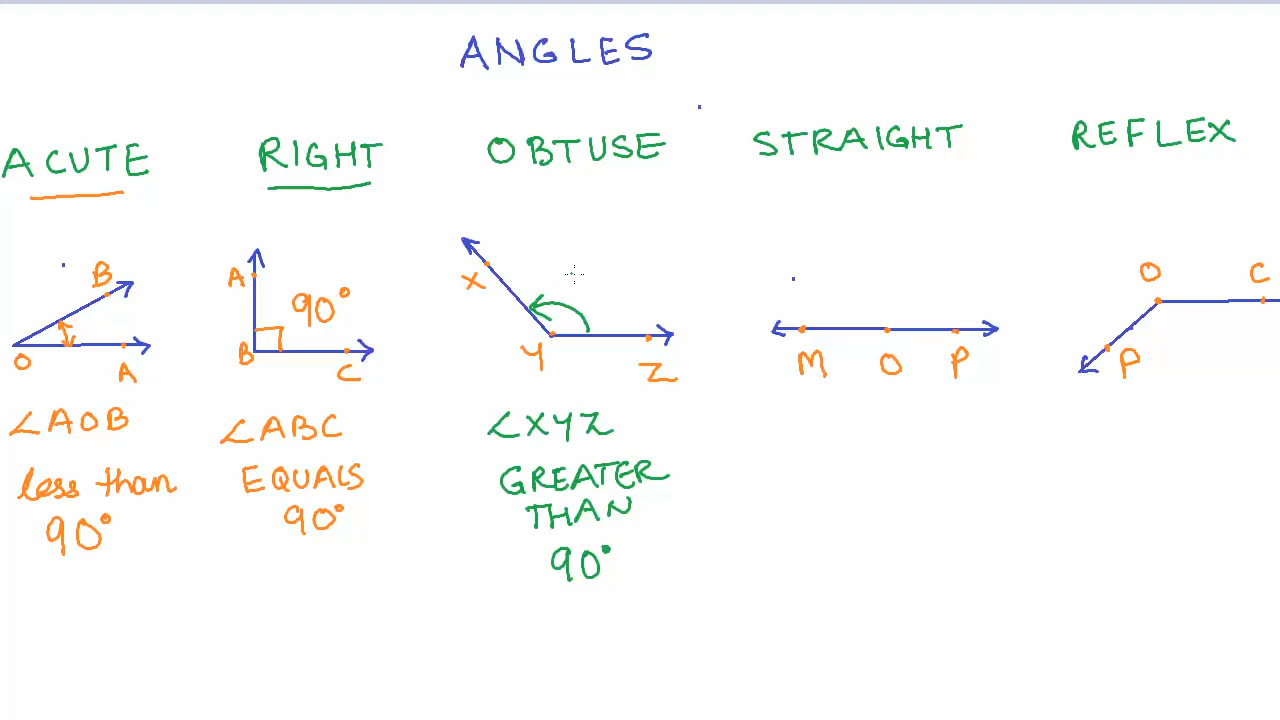 ANGLES
ACUTE RIGHT OBTUSE STRAIGHT REFLEX
B
O A
∠AOB
less than
90°
A
90°
B C
∠ABC
EQUALS
90°
X
Y Z
∠XYZ
GREATER
THAN
90°
M O P
O C
P